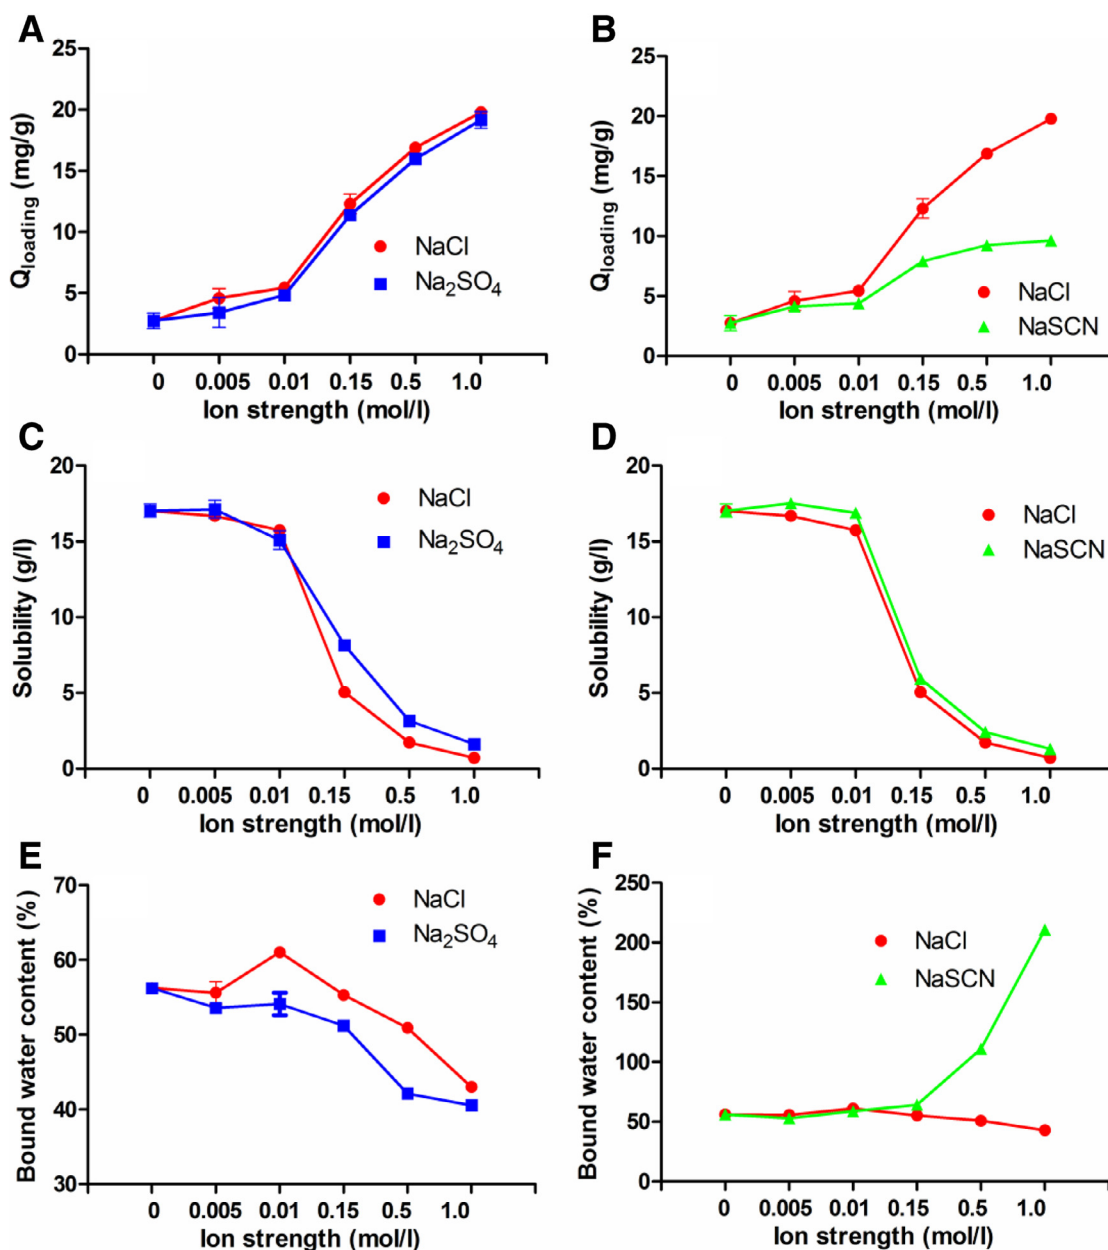 A
25
20
15
10
5
0
Qloading (mg/g)
NaCl
Na2SO4
0 0.005 0.01 0.15 0.5 1.0
Ion strength (mol/l)
B
25
20
15
10
5
0
Qloading (mg/g)
NaCl
NaSCN
0 0.005 0.01 0.15 0.5 1.0
Ion strength (mol/l)
C
20
15
10
5
0
Solubility (g/l)
NaCl
Na2SO4
0 0.005 0.01 0.15 0.5 1.0
Ion strength (mol/l)
D
20
15
10
5
0
Solubility (g/l)
NaCl
NaSCN
0 0.005 0.01 0.15 0.5 1.0
Ion strength (mol/l)
E
70
60
50
40
30
Bound water content (%)
NaCl
Na2SO4
0 0.005 0.01 0.15 0.5 1.0
Ion strength (mol/l)
F
250
200
150
100
50
0
Bound water content (%)
NaCl
NaSCN
0 0.005 0.01 0.15 0.5 1.0
Ion strength (mol/l)